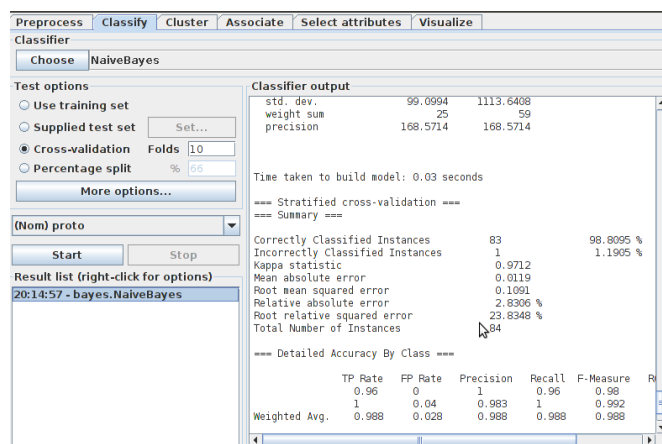 Preprocess Classify Cluster Associate Select attributes Visualize
Classifier
Choose NaiveBayes
Test options
Use training set
Supplied test set Set...
Cross-validation Folds 10
Percentage split % 66
More options...
(Nom) proto
Start Stop
Result list (right-click for options)
20:14:57 - bayes.NaiveBayes
Classifier output
std. dev. 99.0994 1113.6408
weight sum 25 59
precision 168.5714 168.5714
Time taken to build model: 0.03 seconds
=== Stratified cross-validation ===
=== Summary ===
Correctly Classified Instances 83 98.8095 %
Incorrectly Classified Instances 1 1.1905 %
Kappa statistic 0.9712
Mean absolute error 0.0119
Root mean squared error 0.1091
Relative absolute error 2.8306 %
Root relative squared error 23.8348 %
Total Number of Instances 84
=== Detailed Accuracy By Class ===
TP Rate FP Rate Precision Recall F-Measure
0.96 0 1 0.96 0.98
1 0.04 0.983 1 0.992
Weighted Avg. 0.988 0.028 0.988 0.988 0.988